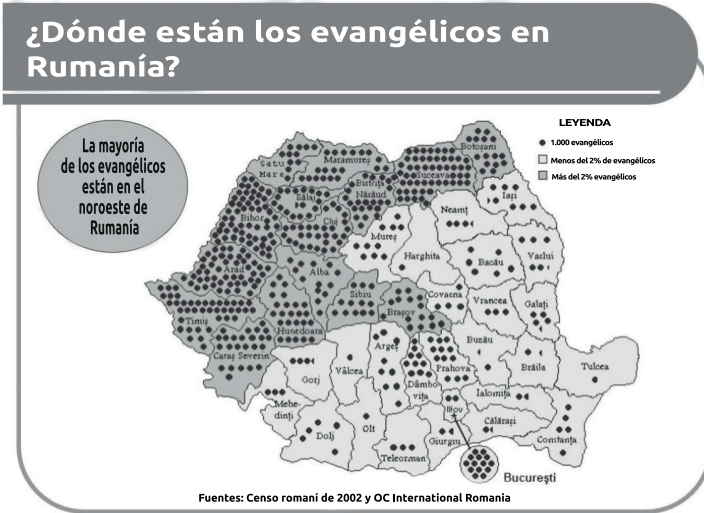 ¿Dónde están los evangélicos en
Rumanía?
La mayoría
de los evangélicos
están en el
noroeste de
Rumanía
LEYENDA
1.000 evangélicos
Menos del 2% de evangélicos
Más del 2% evangélicos
Satu
Mare
Maramureș
Botoșani
Suceava
Bistrița
Năsăud
Sălaj
Iași
Bihor
Cluj
Neamț
Mureș
Harghita
Bacău
Vaslui
Arad
Alba
Sibiu
Brașov
Covasna
Vrancea
Galați
Timiș
Hunedoara
Caraș Severin
Argeș
Buzău
Prahova
Brăila
Tulcea
Gorj
Vâlcea
Dâmbo
vița
Ialomița
Mehe-
dinți
Ilfov
Dolj
Olt
Călărași
Giurgiu
Constanța
Teleorman
București
Fuentes: Censo romaní de 2002 y OC International Romania